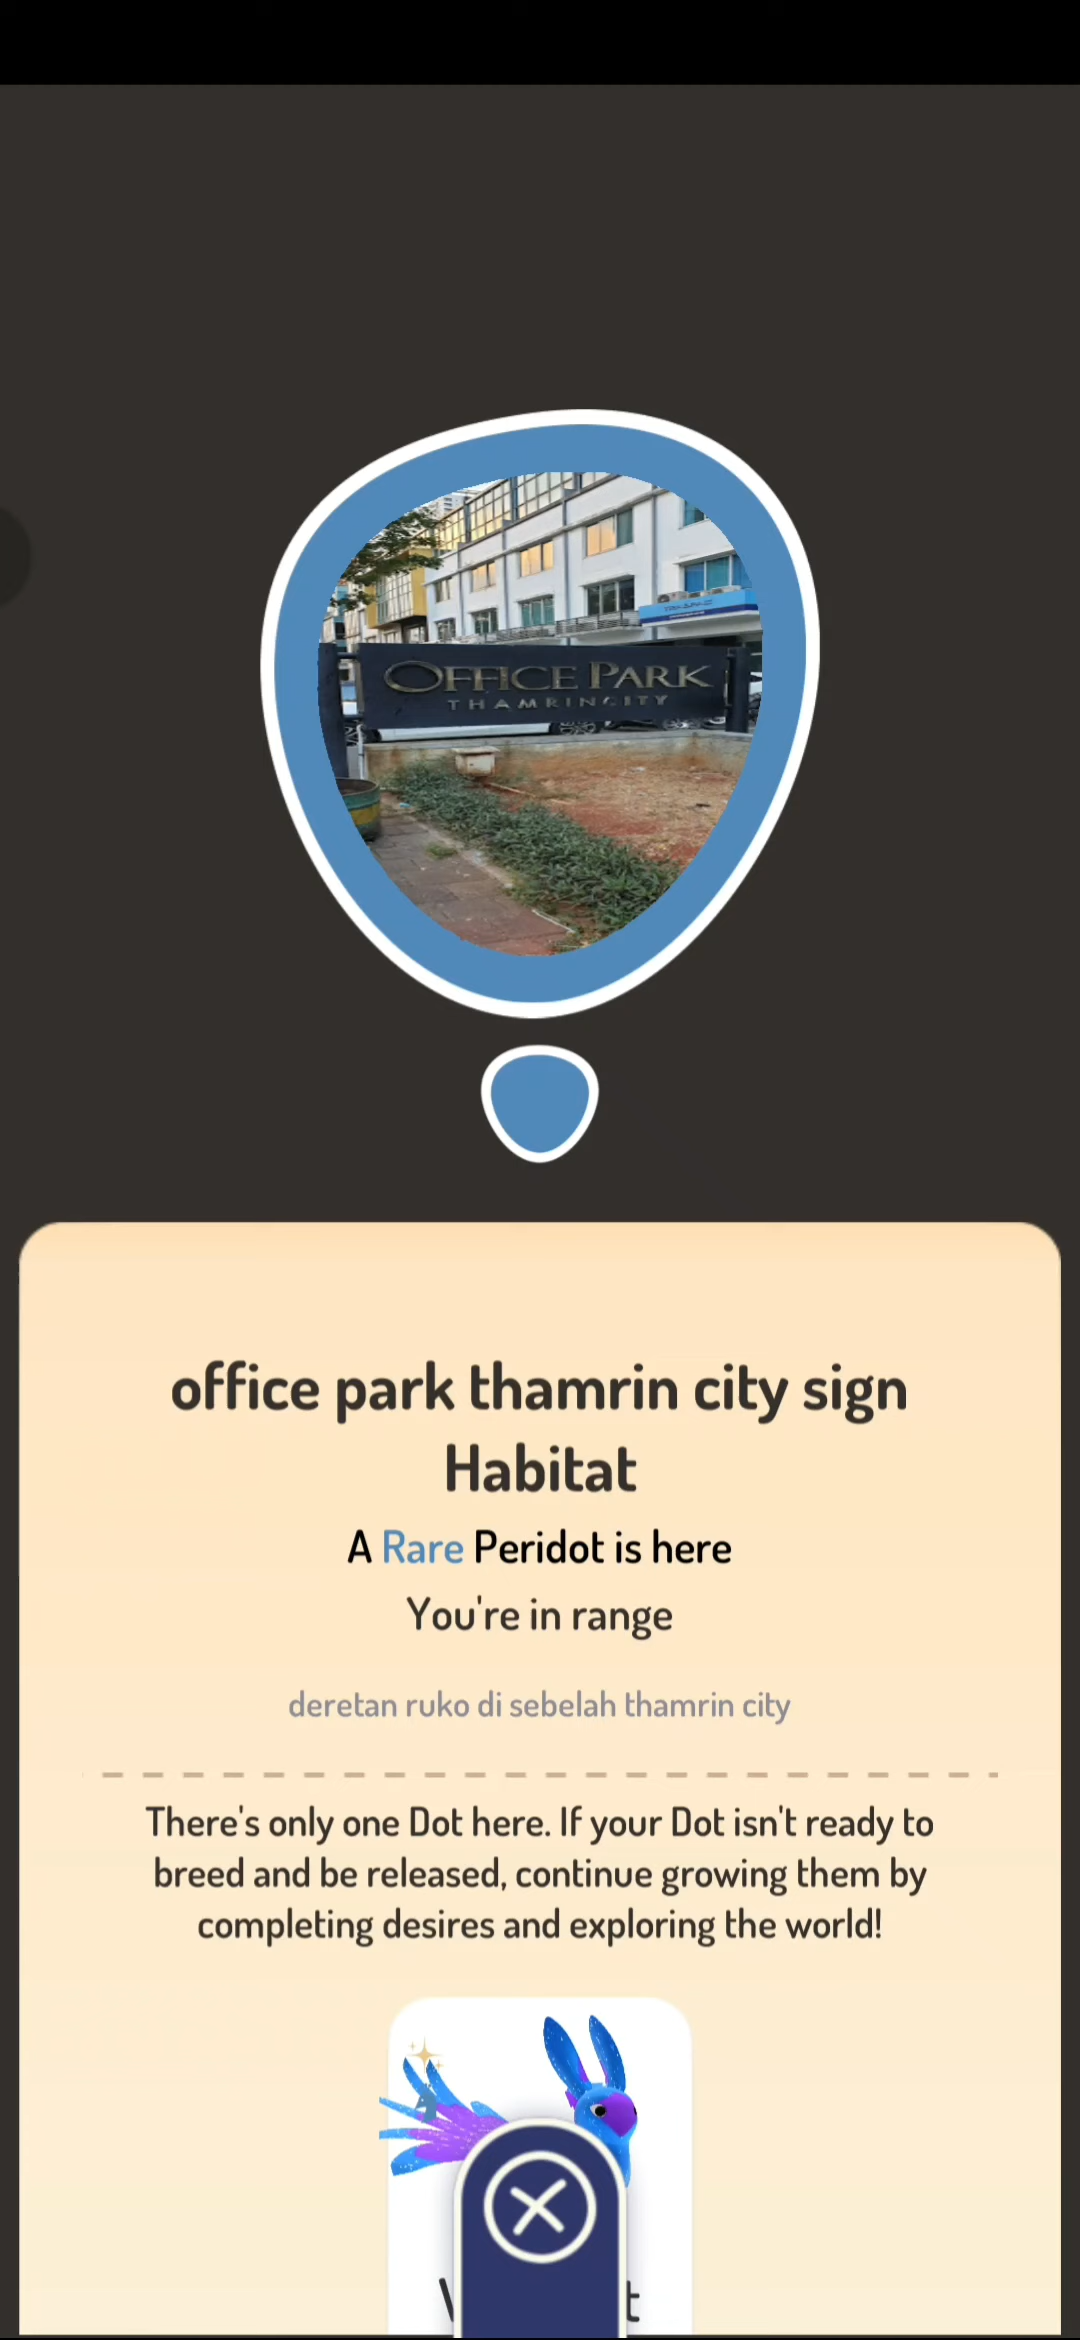 OFFICE PARK
THAMRIN CITY
office park thamrin city sign
Habitat
A Rare Peridot is here
You're in range
deretan ruko di sebelah thamrin city
There's only one Dot here. If your Dot isn't ready to
breed and be released, continue growing them by
completing desires and exploring the world!